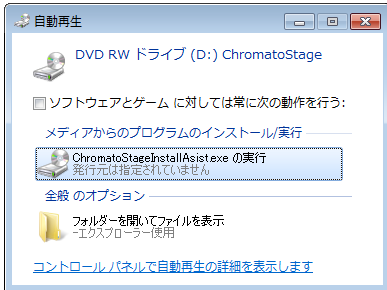 自動再生
DVD RW ドライブ (D:) ChromatoStage
ソフトウェアとゲーム に対しては常に次の動作を行う:
メディアからのプログラムのインストール/実行
ChromatoStageInstallAsist.exe の実行
発行元は指定されていません
全般 のオプション
フォルダーを開いてファイルを表示
-エクスプローラー使用
コントロール パネルで自動再生の詳細を表示します